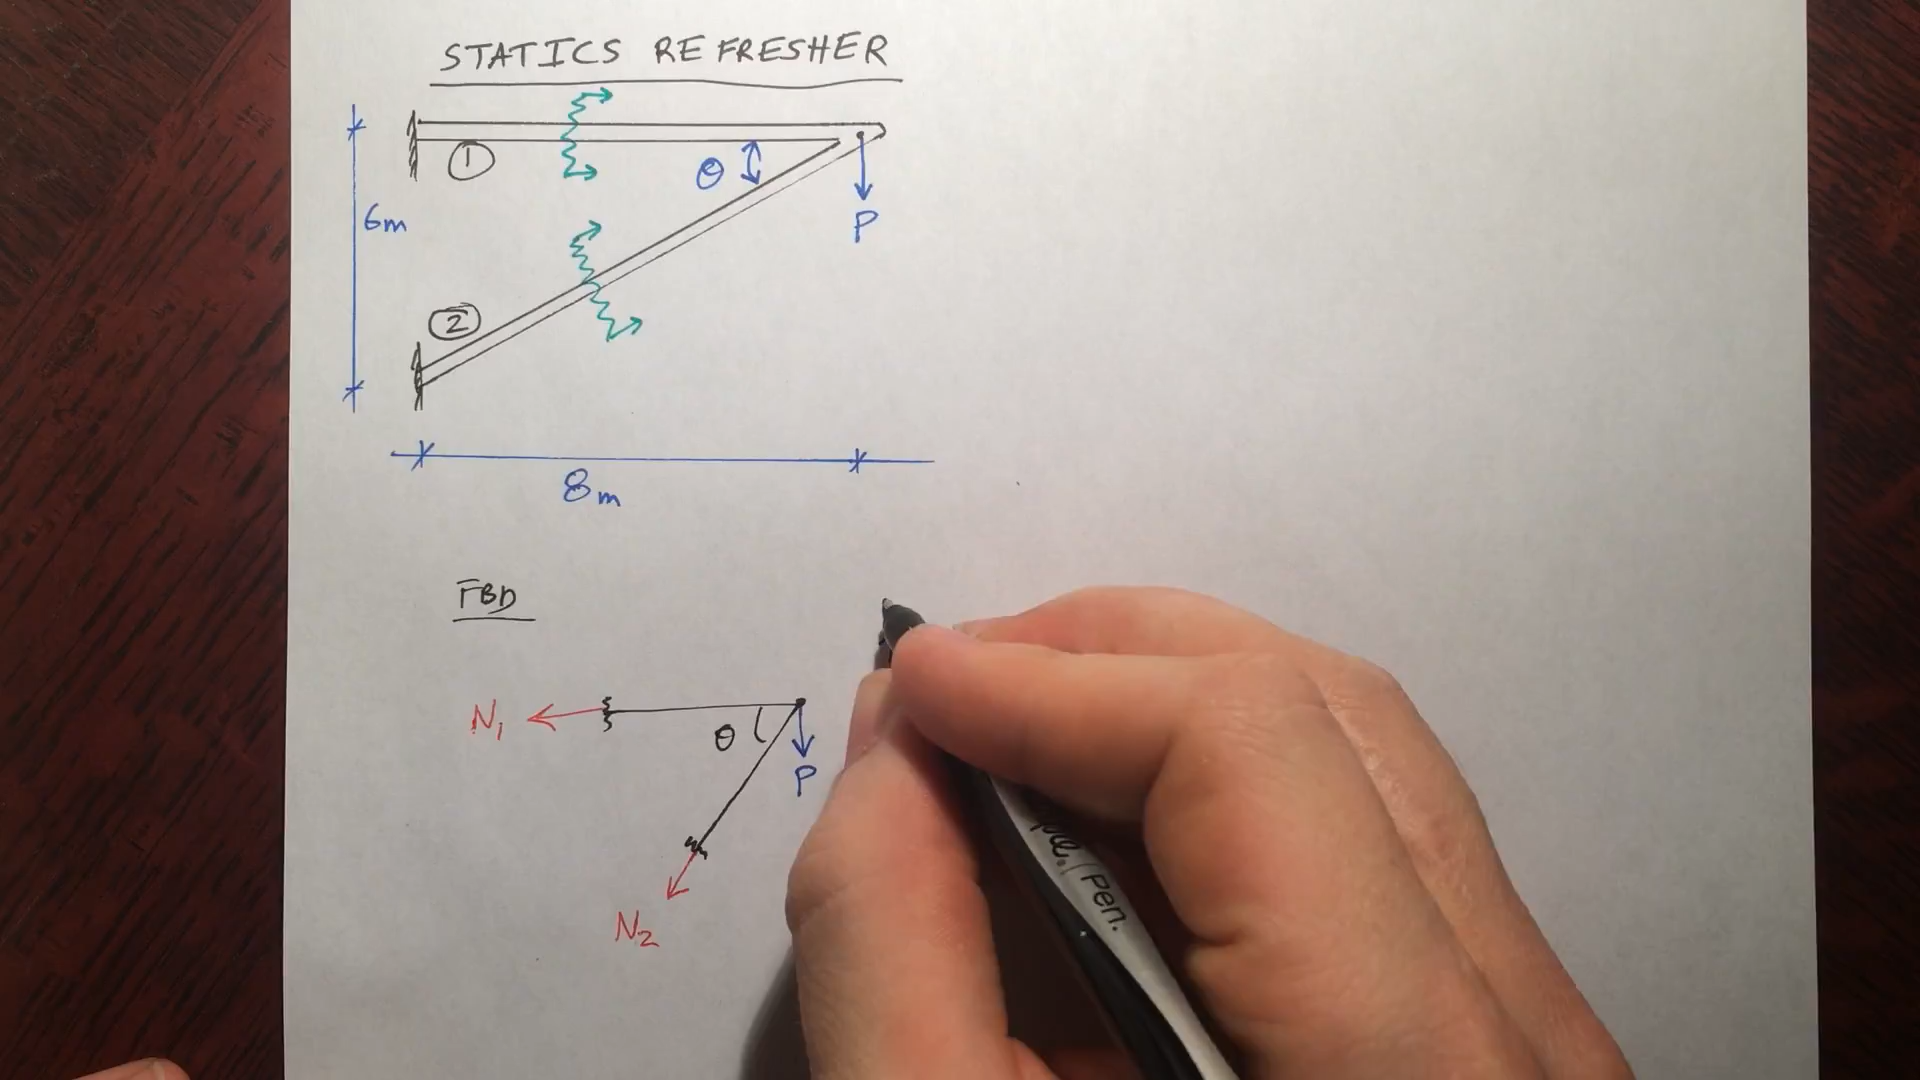 STATICS REFRESHER
1
θ
6m
P
2
8m
FBD
N1
θ
P
N2
Pen.